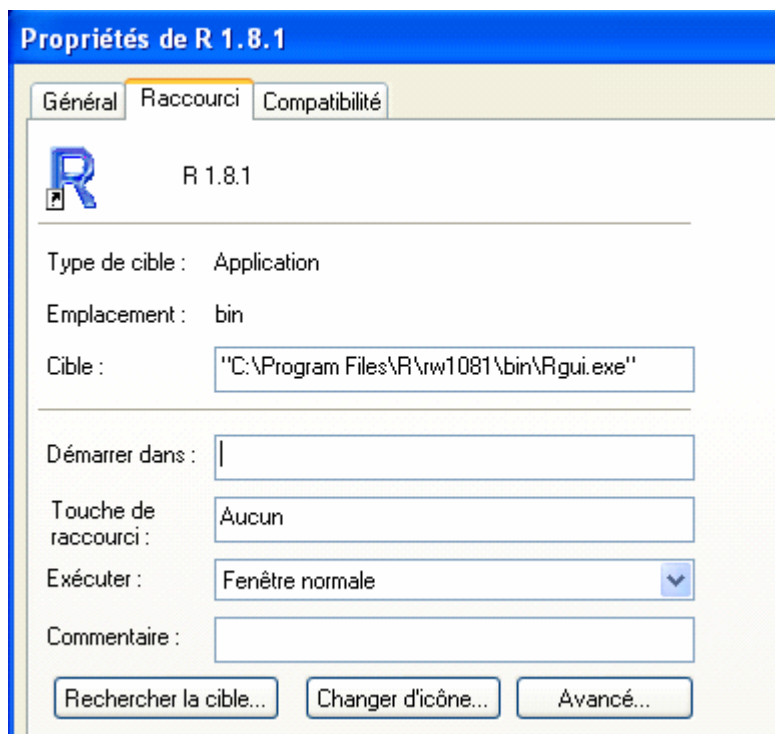 Propriétés de R 1.8.1
Général Raccourci Compatibilité
R 1.8.1
Type de cible : Application
Emplacement : bin
Cible : "C:\Program Files\R\rw1081\bin\Rgui.exe"
Démarrer dans :
Touche de raccourci : Aucun
Exécuter : Fenêtre normale
Commentaire :
Rechercher la cible... Changer d'icône... Avancé...